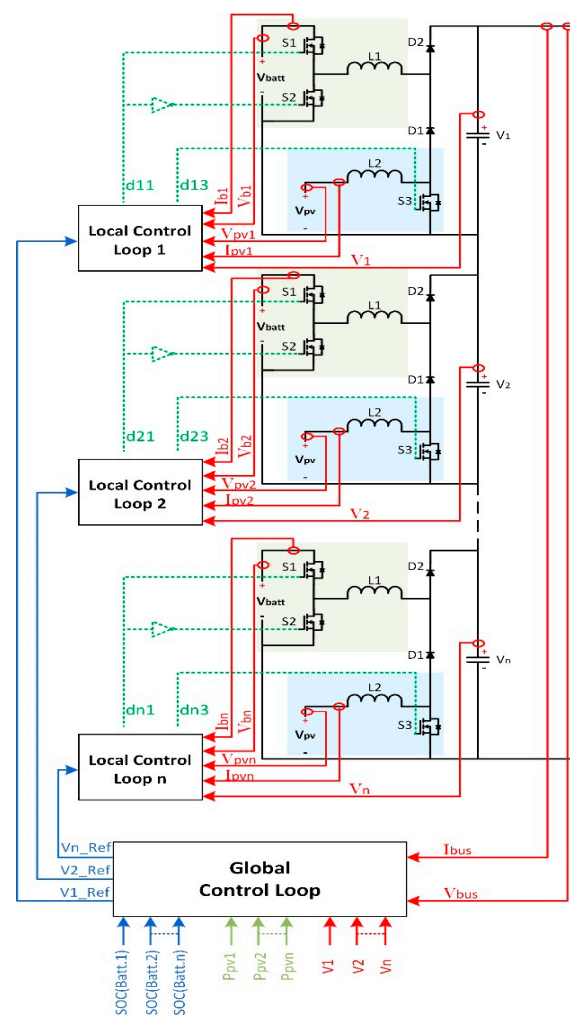 S1
D2
L1
Vbatt
+
-
S2
D1
+
V1
-
L2
d11
d13
Ib1
Vb1
+
Vpv
-
S3
Local Control
Loop 1
Vpv1
Ipv1
V1
S1
D2
Vbatt
+
-
L1
S2
D1
+
V2
-
L2
d21
d23
Ib2
Vb2
+
Vpv
-
S3
Local Control
Loop 2
Vpv2
Ipv2
V2
S1
D2
L1
+
Vbatt
-
S2
D1
+
Vn
-
L2
dn1
dn3
Ibn
Vbn
+
Vpv
-
S3
Local Control
Loop n
Vpvn
Ipvn
Vn
Vn_Ref
V2_Ref
V1_Ref
Global
Control Loop
Ibus
Vbus
SOC(Batt.1)
SOC(Batt.2)
SOC(Batt.n)
Ppv1
Ppv2
Ppvn
V1
V2
Vn